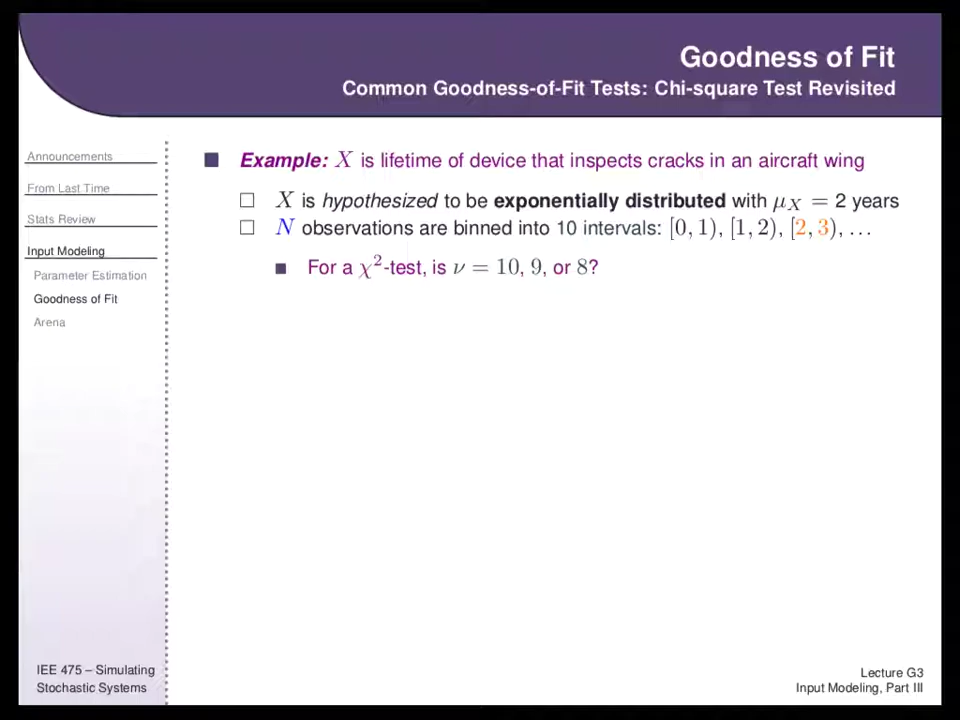 Goodness of Fit
Common Goodness-of-Fit Tests: Chi-square Test Revisited
Announcements
From Last Time
Stats Review
Input Modeling
Parameter Estimation
Goodness of Fit
Arena
■ Example: X is lifetime of device that inspects cracks in an aircraft wing
□ X is hypothesized to be exponentially distributed with μ_X = 2 years
□ N observations are binned into 10 intervals: [0, 1), [1, 2), [2, 3), …
■ For a χ²-test, is ν = 10, 9, or 8?
IEE 475 – Simulating
Stochastic Systems
Lecture G3
Input Modeling, Part III